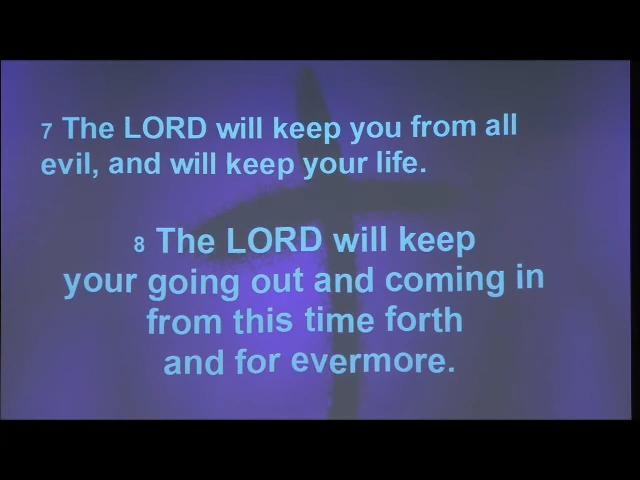 7 The LORD will keep you from all
evil, and will keep your life.
8 The LORD will keep
your going out and coming in
from this time forth
and for evermore.